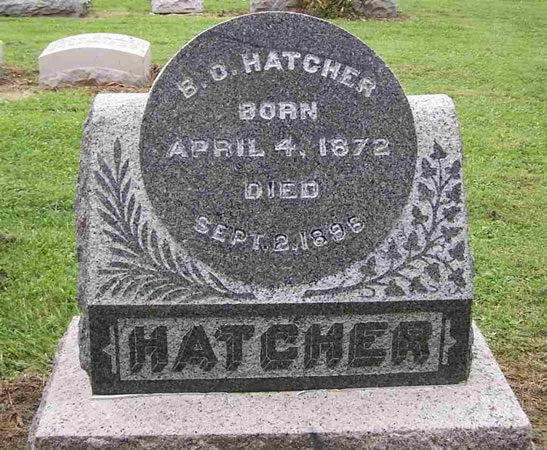 B. O. HATCHER
BORN
APRIL 4, 1872
DIED
SEPT. 2, 1896
HATCHER